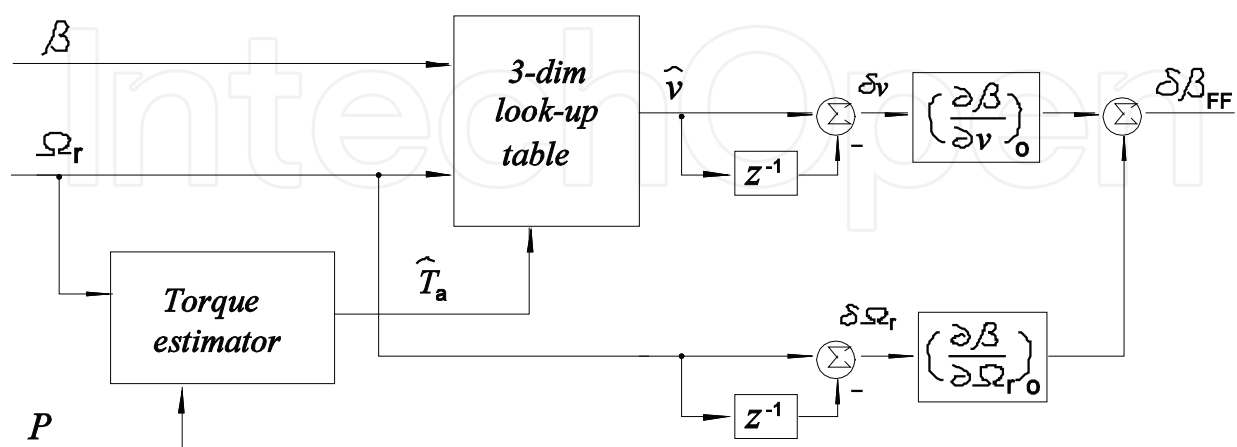 IntechOpen
β
3-dim
look-up
table
v̂
δv
(∂β/∂v)o
δβFF
Σ
Σ
Ωr
z⁻¹
−
T̂a
Torque
estimator
δΩr
Σ
(∂β/∂Ωr)o
−
z⁻¹
P